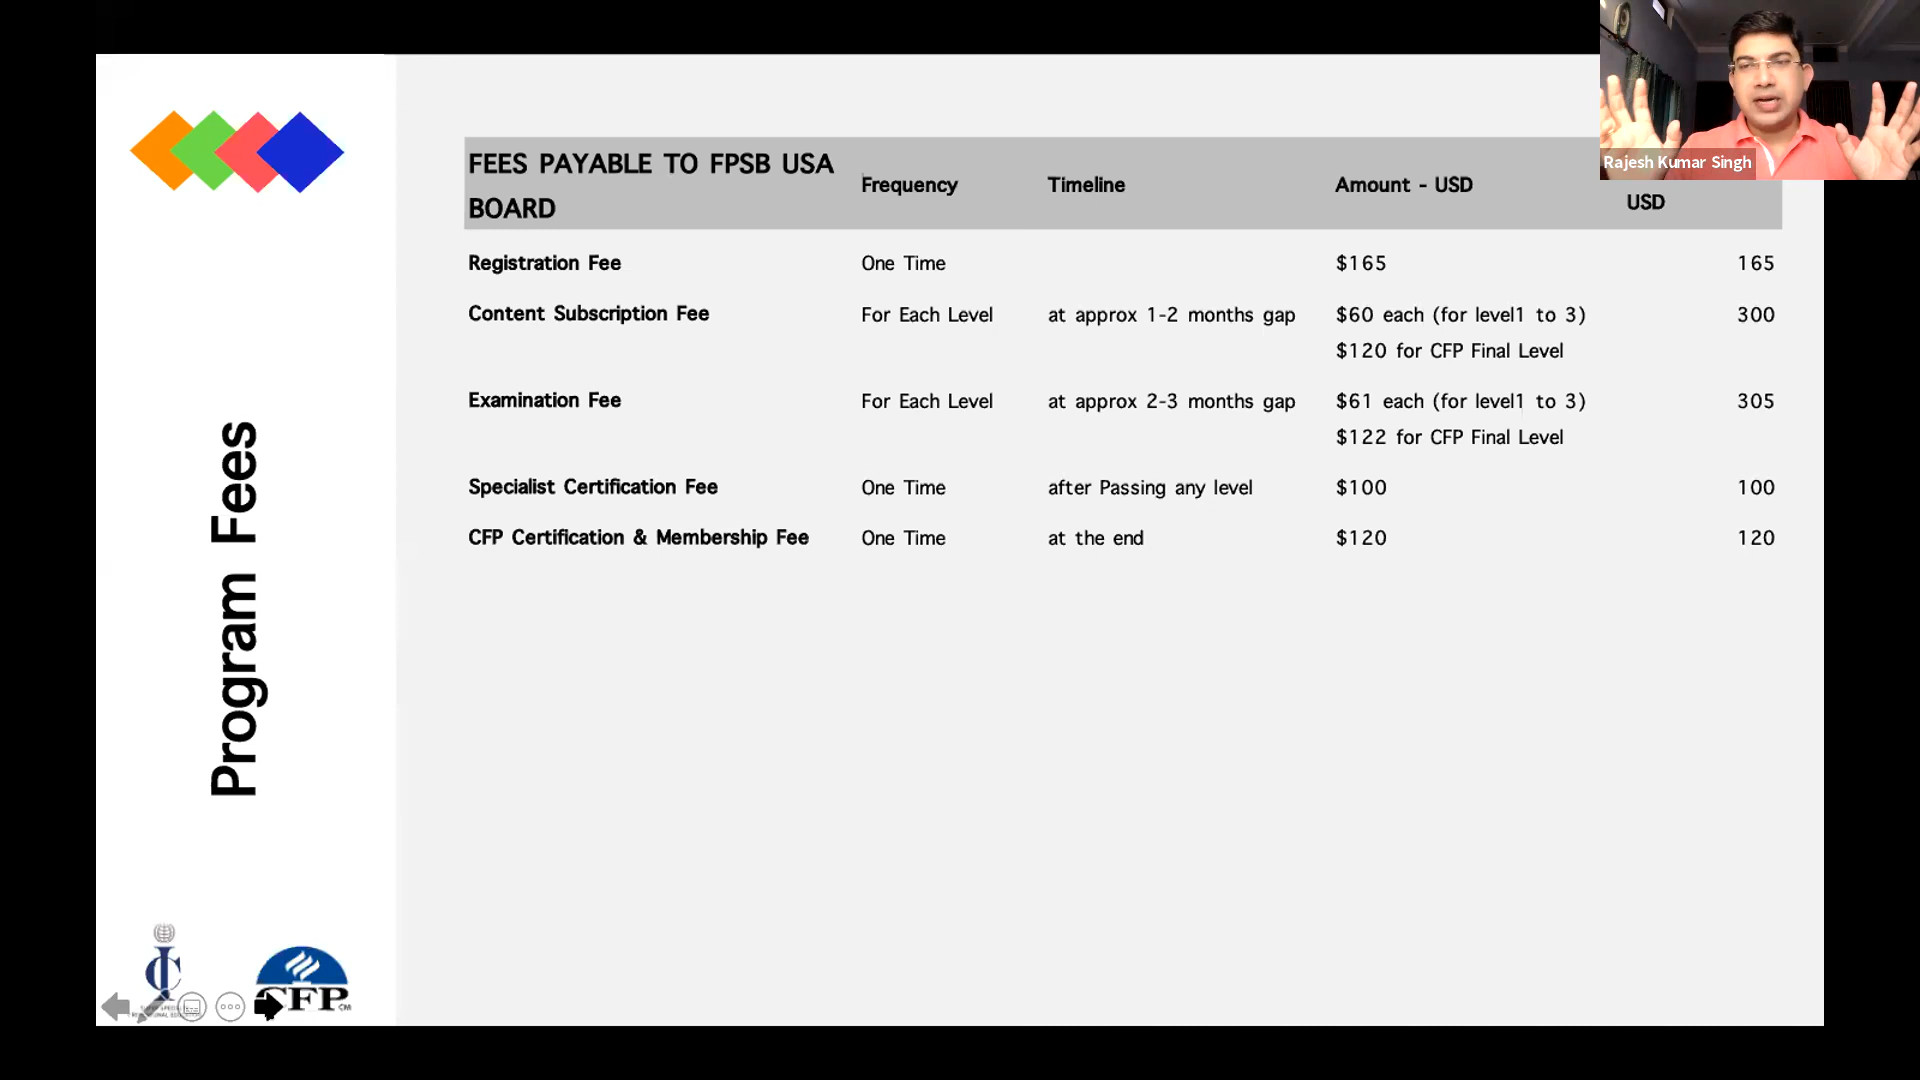 Rajesh Kumar Singh
FEES PAYABLE TO FPSB USA
BOARD
Frequency
Timeline
Amount - USD
USD
Registration Fee
One Time
$165
165
Content Subscription Fee
For Each Level
at approx 1-2 months gap
$60 each (for level1 to 3)
300
$120 for CFP Final Level
Examination Fee
For Each Level
at approx 2-3 months gap
$61 each (for level1 to 3)
305
$122 for CFP Final Level
Specialist Certification Fee
One Time
after Passing any level
$100
100
CFP Certification & Membership Fee
One Time
at the end
$120
120
Program Fees
CFP